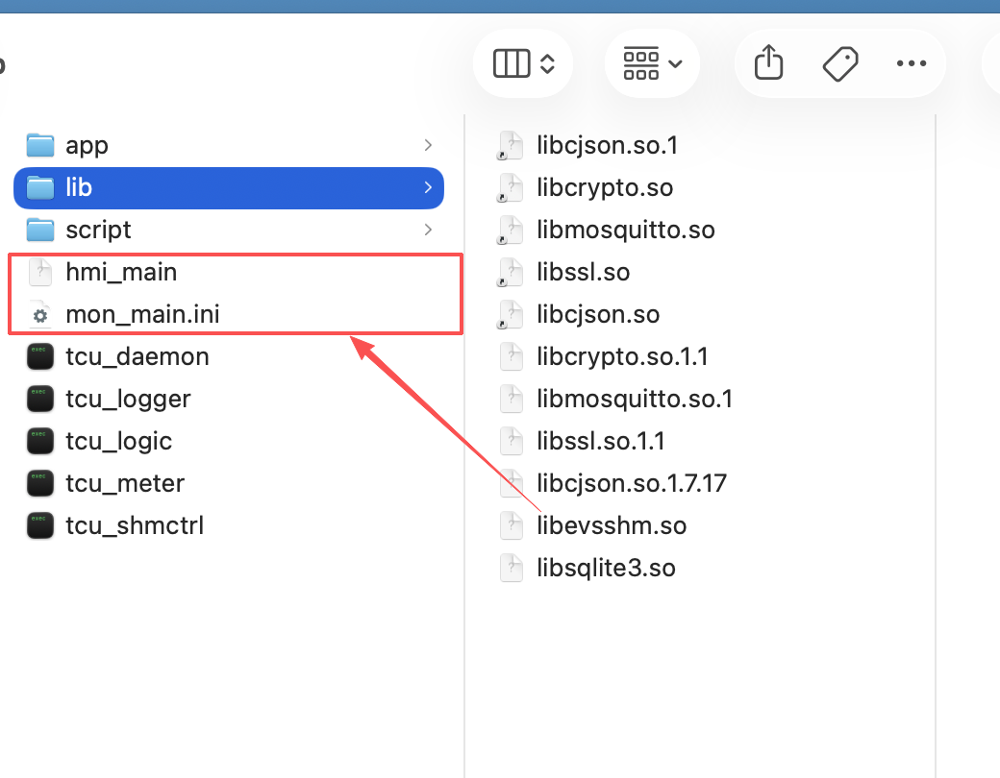 app
lib
script
hmi_main
mon_main.ini
tcu_daemon
tcu_logger
tcu_logic
tcu_meter
tcu_shmctrl
libcjson.so.1
libcrypto.so
libmosquitto.so
libssl.so
libcjson.so
libcrypto.so.1.1
libmosquitto.so.1
libssl.so.1.1
libcjson.so.1.7.17
libevsshm.so
libsqlite3.so